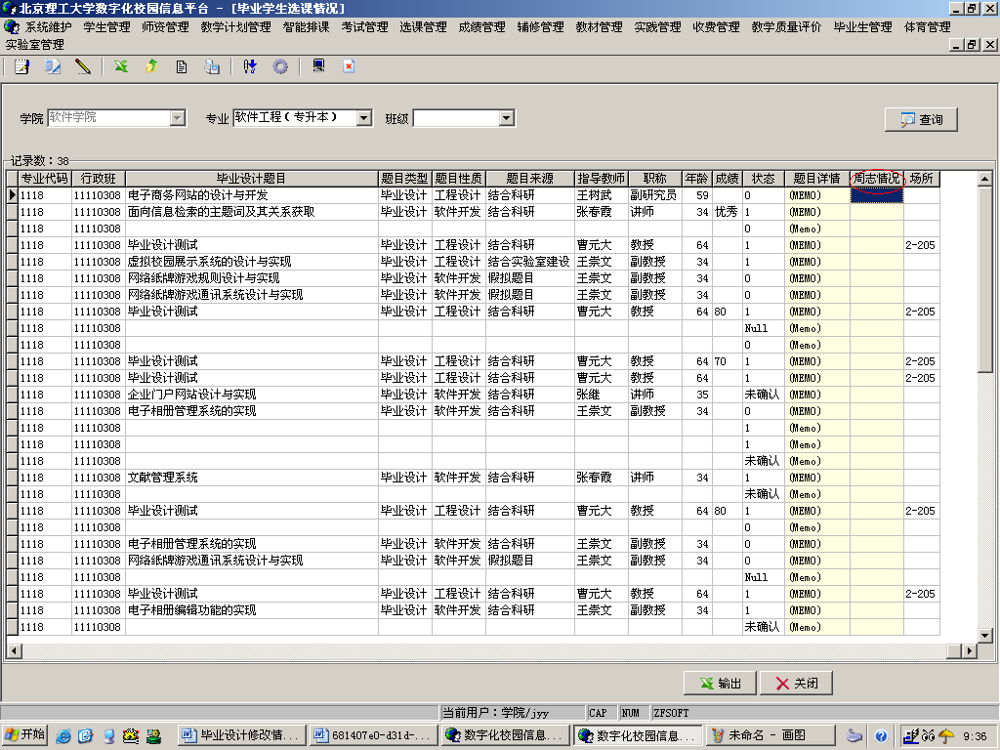 北京理工大学数字化校园信息平台 - [毕业学生选课情况]
系统维护 学生管理 师资管理 教学计划管理 智能排课 考试管理 选课管理 成绩管理 辅修管理 教材管理 实践管理 收费管理 教学质量评价 毕业生管理 体育管理
实验室管理
学院 软件学院 专业 软件工程(专升本) 班级 查询
记录数：38
专业代码 行政班 毕业设计题目 题目类型 题目性质 题目来源 指导教师 职称 年龄 成绩 状态 题目详情 周志情况 场所
1118 11110308 电子商务网站的设计与开发 毕业设计 工程设计 结合科研 王树武 副研究员 59 0 (MEMO)
1118 11110308 面向信息检索的主题词及其关系获取 毕业设计 软件开发 结合科研 张春霞 讲师 34 优秀 1 (MEMO)
1118 11110308 0 (Memo)
1118 11110308 毕业设计测试 毕业设计 工程设计 结合科研 曹元大 教授 64 1 (MEMO) 2-205
1118 11110308 虚拟校园展示系统的设计与实现 毕业设计 工程设计 结合实验室建设 王崇文 副教授 34 1 (MEMO)
1118 11110308 网络纸牌游戏规则设计与实现 毕业设计 软件开发 假拟题目 王崇文 副教授 34 0 (MEMO)
1118 11110308 网络纸牌游戏通讯系统设计与实现 毕业设计 软件开发 假拟题目 王崇文 副教授 34 0 (MEMO)
1118 11110308 毕业设计测试 毕业设计 工程设计 结合科研 曹元大 教授 64 80 1 (MEMO) 2-205
1118 11110308 Null (Memo)
1118 11110308 0 (Memo)
1118 11110308 毕业设计测试 毕业设计 工程设计 结合科研 曹元大 教授 64 70 1 (MEMO) 2-205
1118 11110308 毕业设计测试 毕业设计 工程设计 结合科研 曹元大 教授 64 1 (MEMO) 2-205
1118 11110308 企业门户网站设计与实现 毕业设计 软件开发 结合科研 张继 讲师 35 未确认 (MEMO)
1118 11110308 电子相册管理系统的实现 毕业设计 软件开发 结合科研 王崇文 副教授 34 0 (MEMO)
1118 11110308 1 (Memo)
1118 11110308 1 (Memo)
1118 11110308 未确认 (Memo)
1118 11110308 文献管理系统 毕业设计 软件开发 结合科研 张春霞 讲师 34 1 (MEMO)
1118 11110308 未确认 (Memo)
1118 11110308 毕业设计测试 毕业设计 工程设计 结合科研 曹元大 教授 64 80 1 (MEMO) 2-205
1118 11110308 0 (Memo)
1118 11110308 电子相册管理系统的实现 毕业设计 软件开发 结合科研 王崇文 副教授 34 0 (MEMO)
1118 11110308 网络纸牌游戏通讯系统设计与实现 毕业设计 软件开发 假拟题目 王崇文 副教授 34 0 (MEMO)
1118 11110308 Null (Memo)
1118 11110308 毕业设计测试 毕业设计 工程设计 结合科研 曹元大 教授 64 1 (MEMO) 2-205
1118 11110308 电子相册编辑功能的实现 毕业设计 软件开发 结合科研 王崇文 副教授 34 1 (MEMO)
1118 11110308 未确认 (Memo)
输出 关闭
当前用户：学院/jyy CAP NUM ZFSOFT
开始 毕业设计修改情... 681407e0-d31d-... 数字化校园信息... 数字化校园信息... 未命名 - 画图 9:36